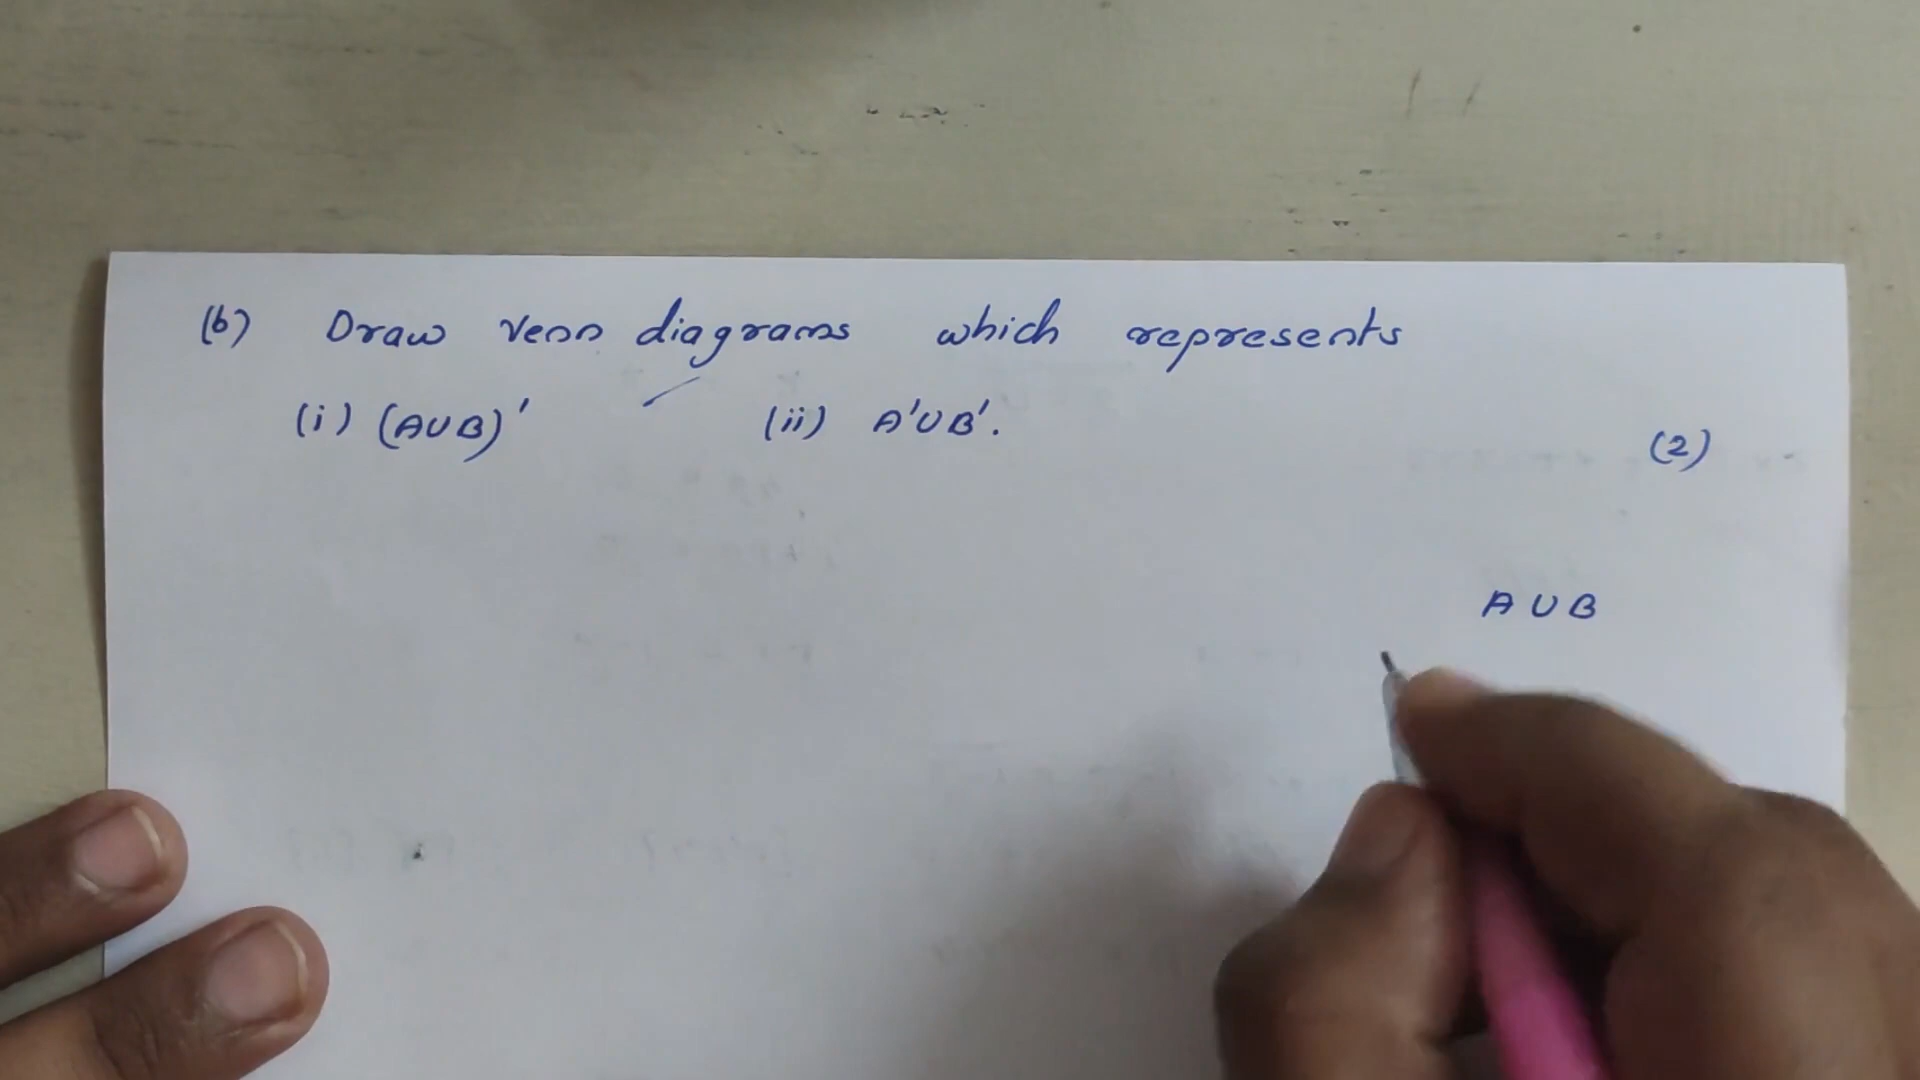 (b) Draw Venn diagrams which represents
(i) (A∪B)' (ii) A'∪B'.
(2)
A ∪ B